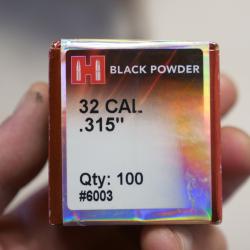 H BLACK POWDER
32 CAL.
.315"
Qty: 100
#6003